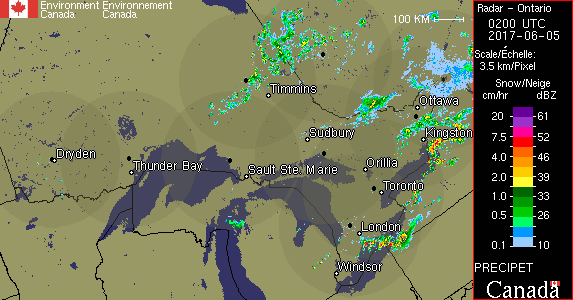 Environment Environnement
Canada Canada
100 KM
Timmins
Ottawa
Sudbury
Kingston
Dryden
Thunder Bay
Sault Ste. Marie
Orillia
Toronto
London
Windsor
Radar - Ontario
0200 UTC
2017-06-05
Scale/Échelle:
3.5 km/Pixel
Snow/Neige
cm/hr dBZ
20 61
7.5 52
4.0 46
2.0 39
1.0 33
0.5 26
0.1 10
PRECIPET
Canada